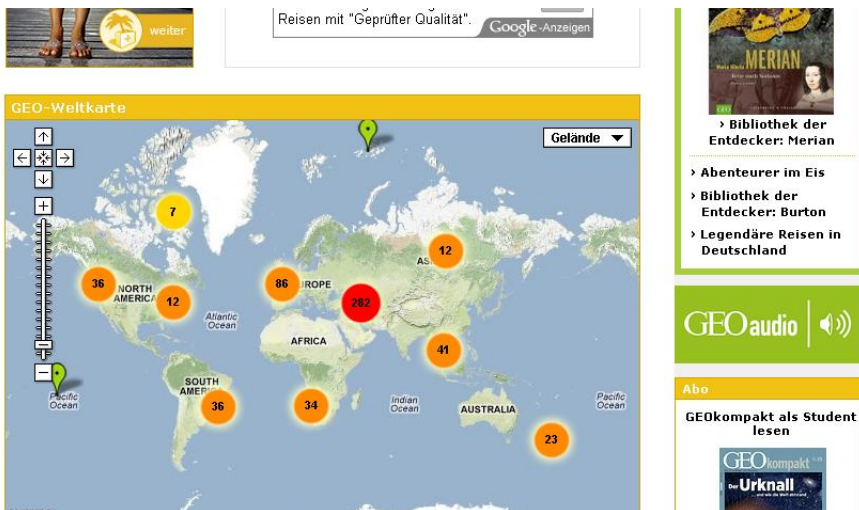 weiter
Reisen mit "Geprüfter Qualität".
Google-Anzeigen
GEO-Weltkarte
Gelände
7
36
NORTH
AMERICA
12
86
EUROPE
282
12
AS
Atlantic
Ocean
AFRICA
41
SOUTH
AMER
36
34
Indian
Ocean
AUSTRALIA
23
Pacific
Ocean
Pacific
Ocean
MERIAN
GEO
› Bibliothek der
Entdecker: Merian
› Abenteurer im Eis
› Bibliothek der
Entdecker: Burton
› Legendäre Reisen in
Deutschland
GEOaudio
Abo
GEOkompakt als Student
lesen
GEOkompakt
Der Urknall